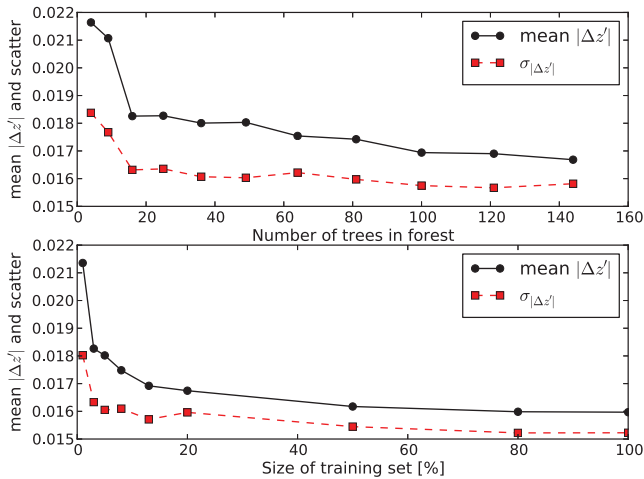 0.022
0.021
0.020
0.019
0.018
0.017
0.016
0.015
mean |Δz′| and scatter
mean |Δz′|
σ|Δz′|
0 20 40 60 80 100 120 140 160
Number of trees in forest
0.022
0.021
0.020
0.019
0.018
0.017
0.016
0.015
mean |Δz′| and scatter
mean |Δz′|
σ|Δz′|
0 20 40 60 80 100
Size of training set [%]